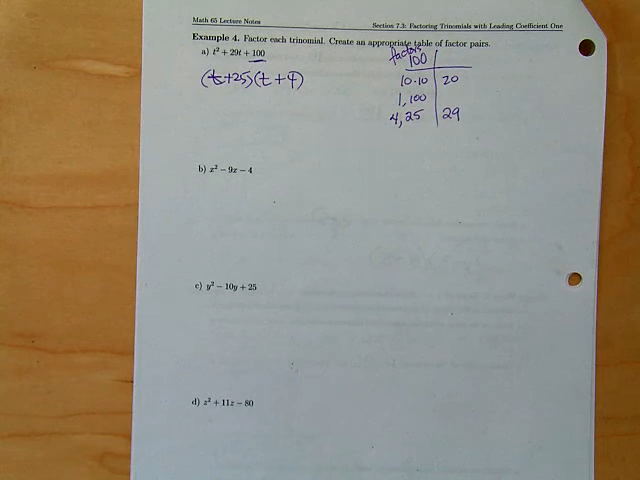 Math 65 Lecture Notes
Section 7.3: Factoring Trinomials with Leading Coefficient One
Example 4. Factor each trinomial. Create an appropriate table of factor pairs.
a) t² + 29t + 100
(t+25)(t+4)
factors
100
10·10 20
1, 100
4, 25 29
b) x² − 9x − 4
c) y² − 10y + 25
d) z² + 11z − 80